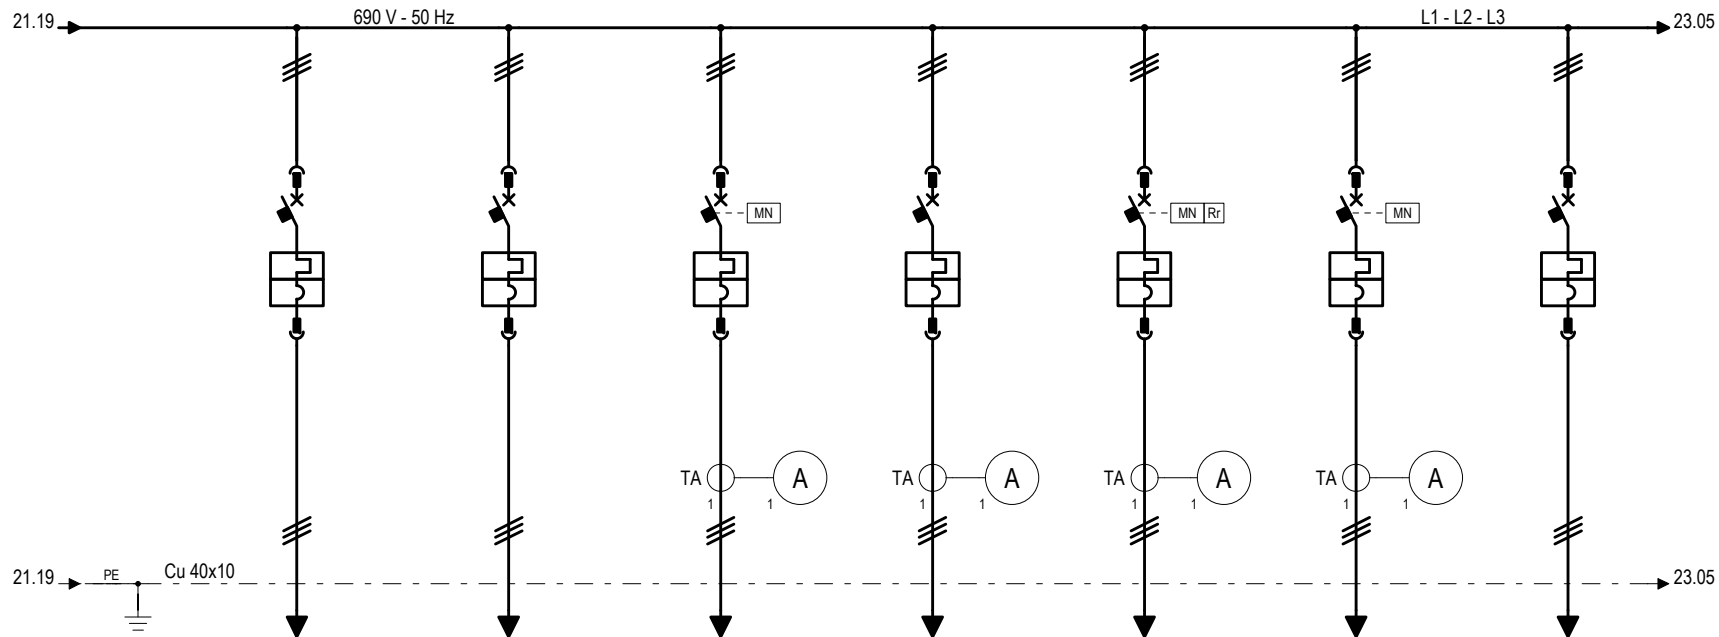 21.19 690 V - 50 Hz L1 - L2 - L3 23.05
MN MN Rr MN
TA A TA A TA A TA A
1 1 1 1 1 1 1 1
21.19 PE Cu 40x10 23.05